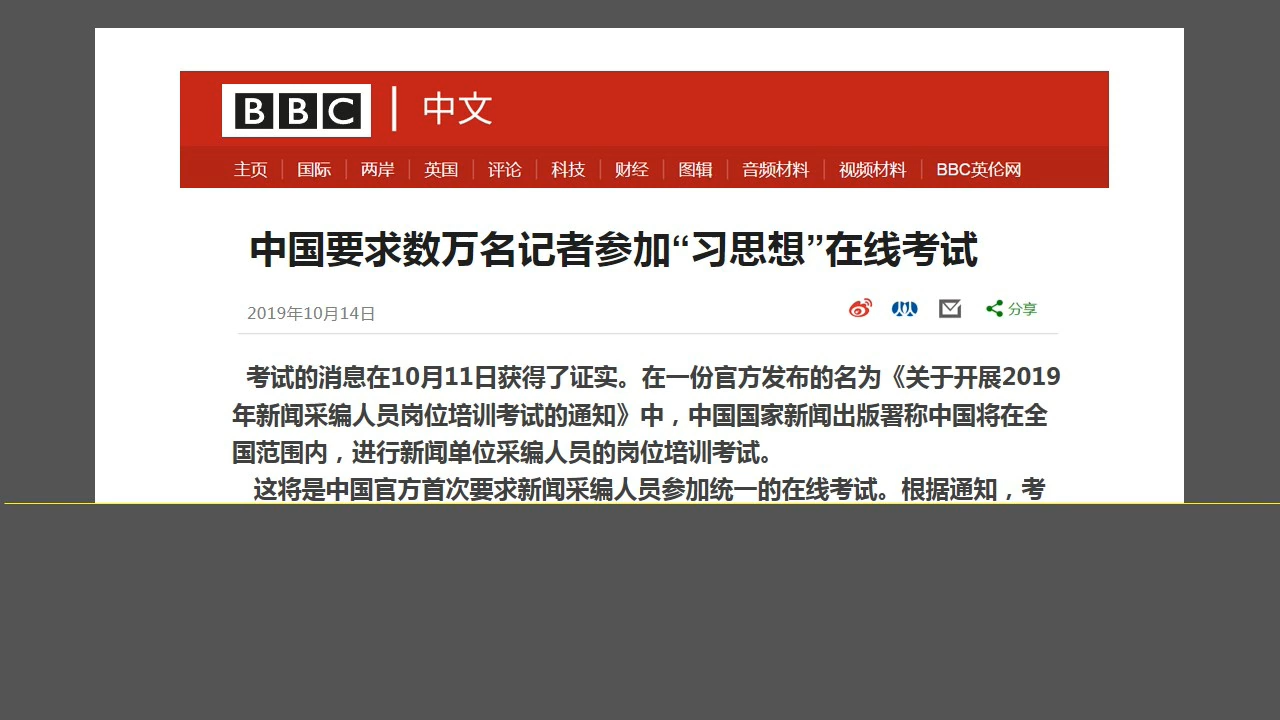 BBC | 中文
主页 | 国际 | 两岸 | 英国 | 评论 | 科技 | 财经 | 图辑 | 音频材料 | 视频材料 | BBC英伦网
中国要求数万名记者参加“习思想”在线考试
2019年10月14日
分享
考试的消息在10月11日获得了证实。在一份官方发布的名为《关于开展2019
年新闻采编人员岗位培训考试的通知》中，中国国家新闻出版署称中国将在全
国范围内，进行新闻单位采编人员的岗位培训考试。
这将是中国官方首次要求新闻采编人员参加统一的在线考试。根据通知，考